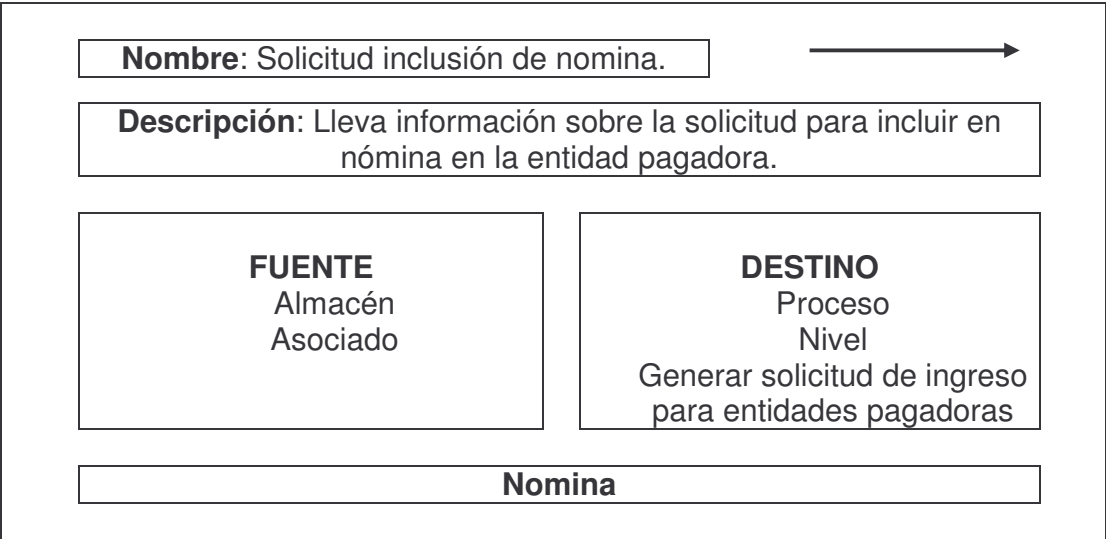 Nombre: Solicitud inclusión de nomina.
Descripción: Lleva información sobre la solicitud para incluir en
nómina en la entidad pagadora.
FUENTE
Almacén
Asociado
DESTINO
Proceso
Nivel
Generar solicitud de ingreso
para entidades pagadoras
Nomina